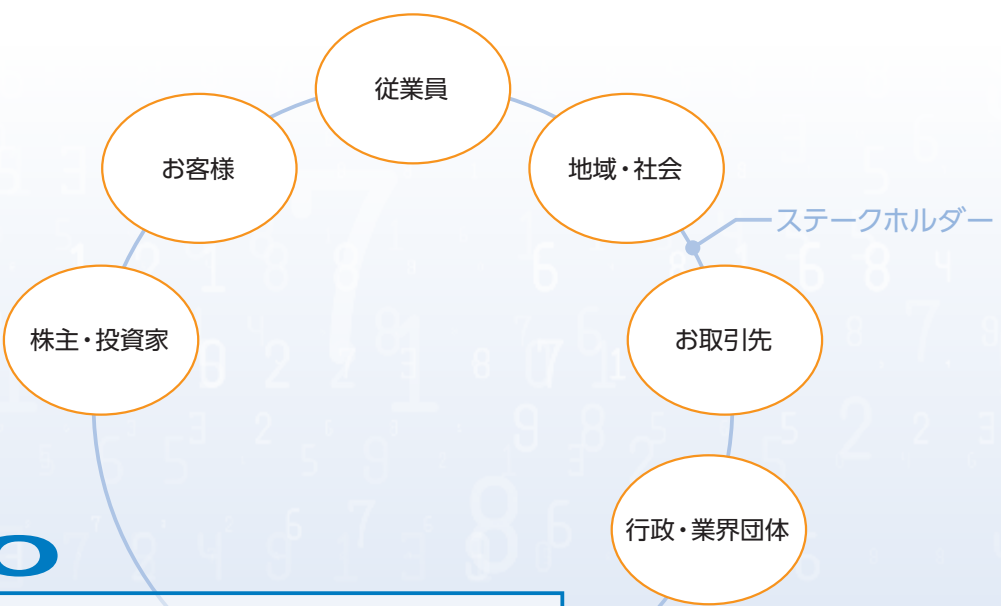 従業員
お客様
地域・社会
ステークホルダー
株主・投資家
お取引先
行政・業界団体